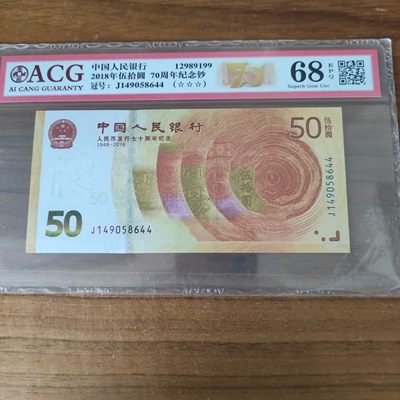 ACG
AI CANG GUARANTY
中国人民银行 12989199
2018年伍拾圆 70周年纪念钞
冠号: J149058644 (☆☆☆)
70
68 EPQ
Superb Gem Unc
中国人民银行
人民币发行七十周年纪念
1948-2018
50 伍拾圆
J149058644
50
50
J149058644